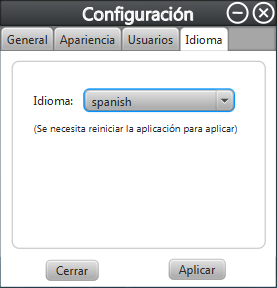 Configuración
General Apariencia Usuarios Idioma
Idioma: spanish
(Se necesita reiniciar la aplicación para aplicar)
Cerrar Aplicar